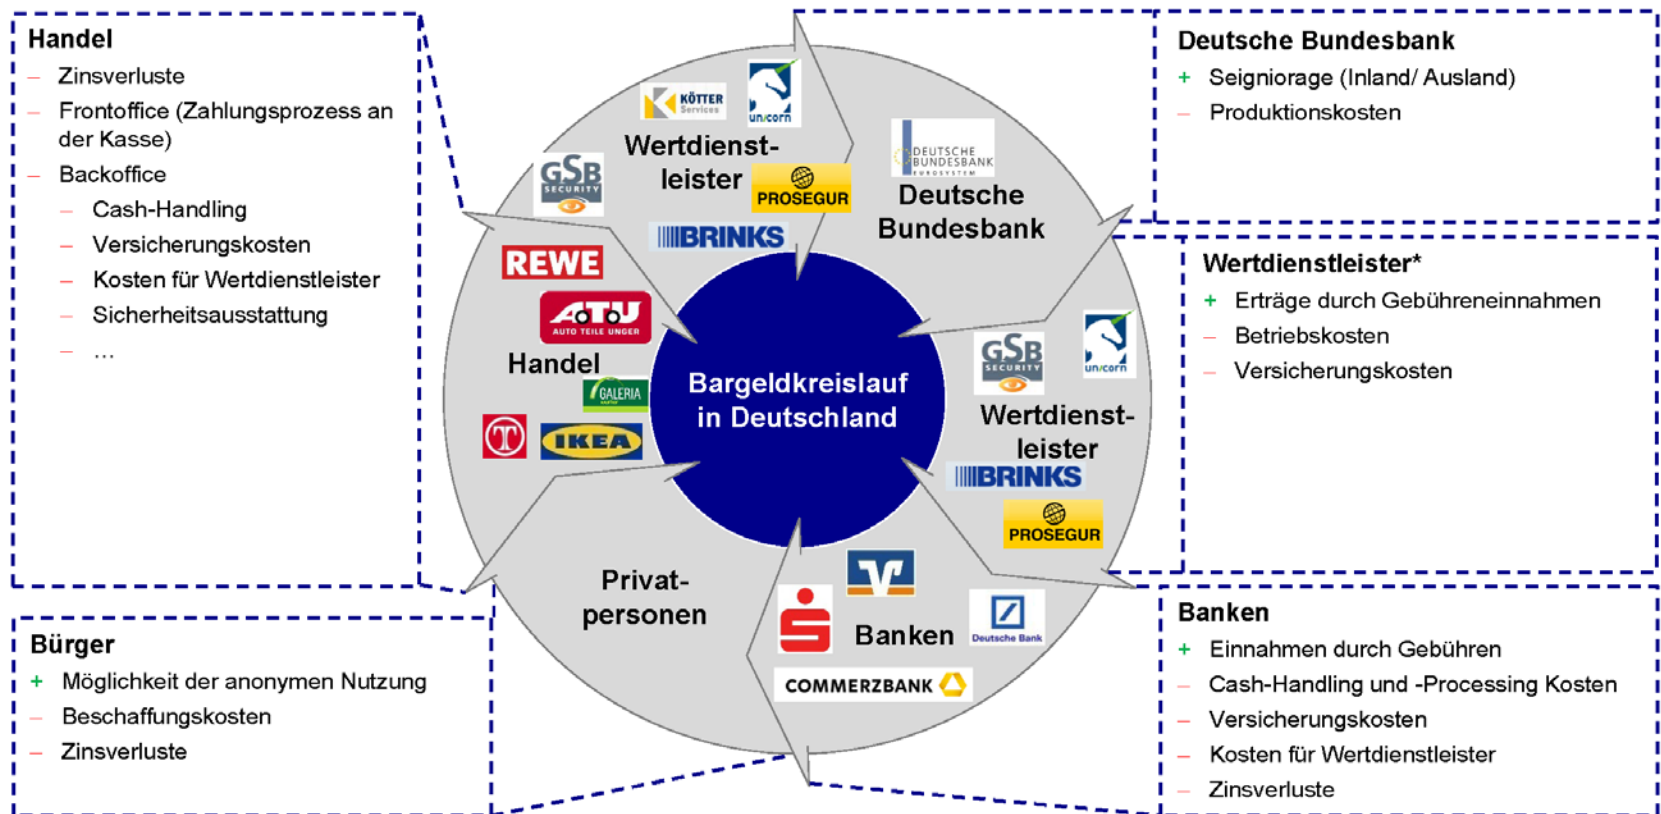 Handel
– Zinsverluste
– Frontoffice (Zahlungsprozess an
der Kasse)
– Backoffice
– Cash-Handling
– Versicherungskosten
– Kosten für Wertdienstleister
– Sicherheitsausstattung
– …
Bürger
+ Möglichkeit der anonymen Nutzung
– Beschaffungskosten
– Zinsverluste
KÖTTER
Services
un/corn
Wertdienst-
leister
GSB
SECURITY
PROSEGUR
BRINKS
DEUTSCHE
BUNDESBANK
EUROSYSTEM
Deutsche
Bundesbank
REWE
ATU
AUTO TEILE UNGER
Handel
GALERIA
T
IKEA
Bargeldkreislauf
in Deutschland
GSB
SECURITY
un/corn
Wertdienst-
leister
BRINKS
PROSEGUR
Privat-
personen
Banken
Deutsche Bank
COMMERZBANK
Deutsche Bundesbank
+ Seigniorage (Inland/ Ausland)
– Produktionskosten
Wertdienstleister*
+ Erträge durch Gebühreneinnahmen
– Betriebskosten
– Versicherungskosten
Banken
+ Einnahmen durch Gebühren
– Cash-Handling und -Processing Kosten
– Versicherungskosten
– Kosten für Wertdienstleister
– Zinsverluste